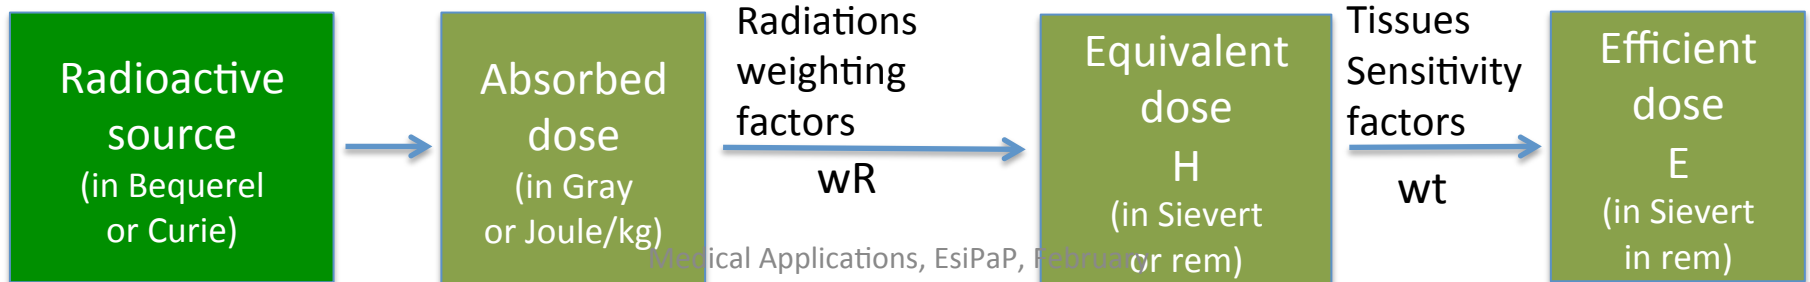 Radioactive
source
(in Bequerel
or Curie)
Absorbed
dose
(in Gray
or Joule/kg)
Radiations
weighting
factors
wR
Equivalent
dose
H
(in Sievert
or rem)
Tissues
Sensitivity
factors
wt
Efficient
dose
E
(in Sievert
in rem)
Medical Applications, EsiPaP, February